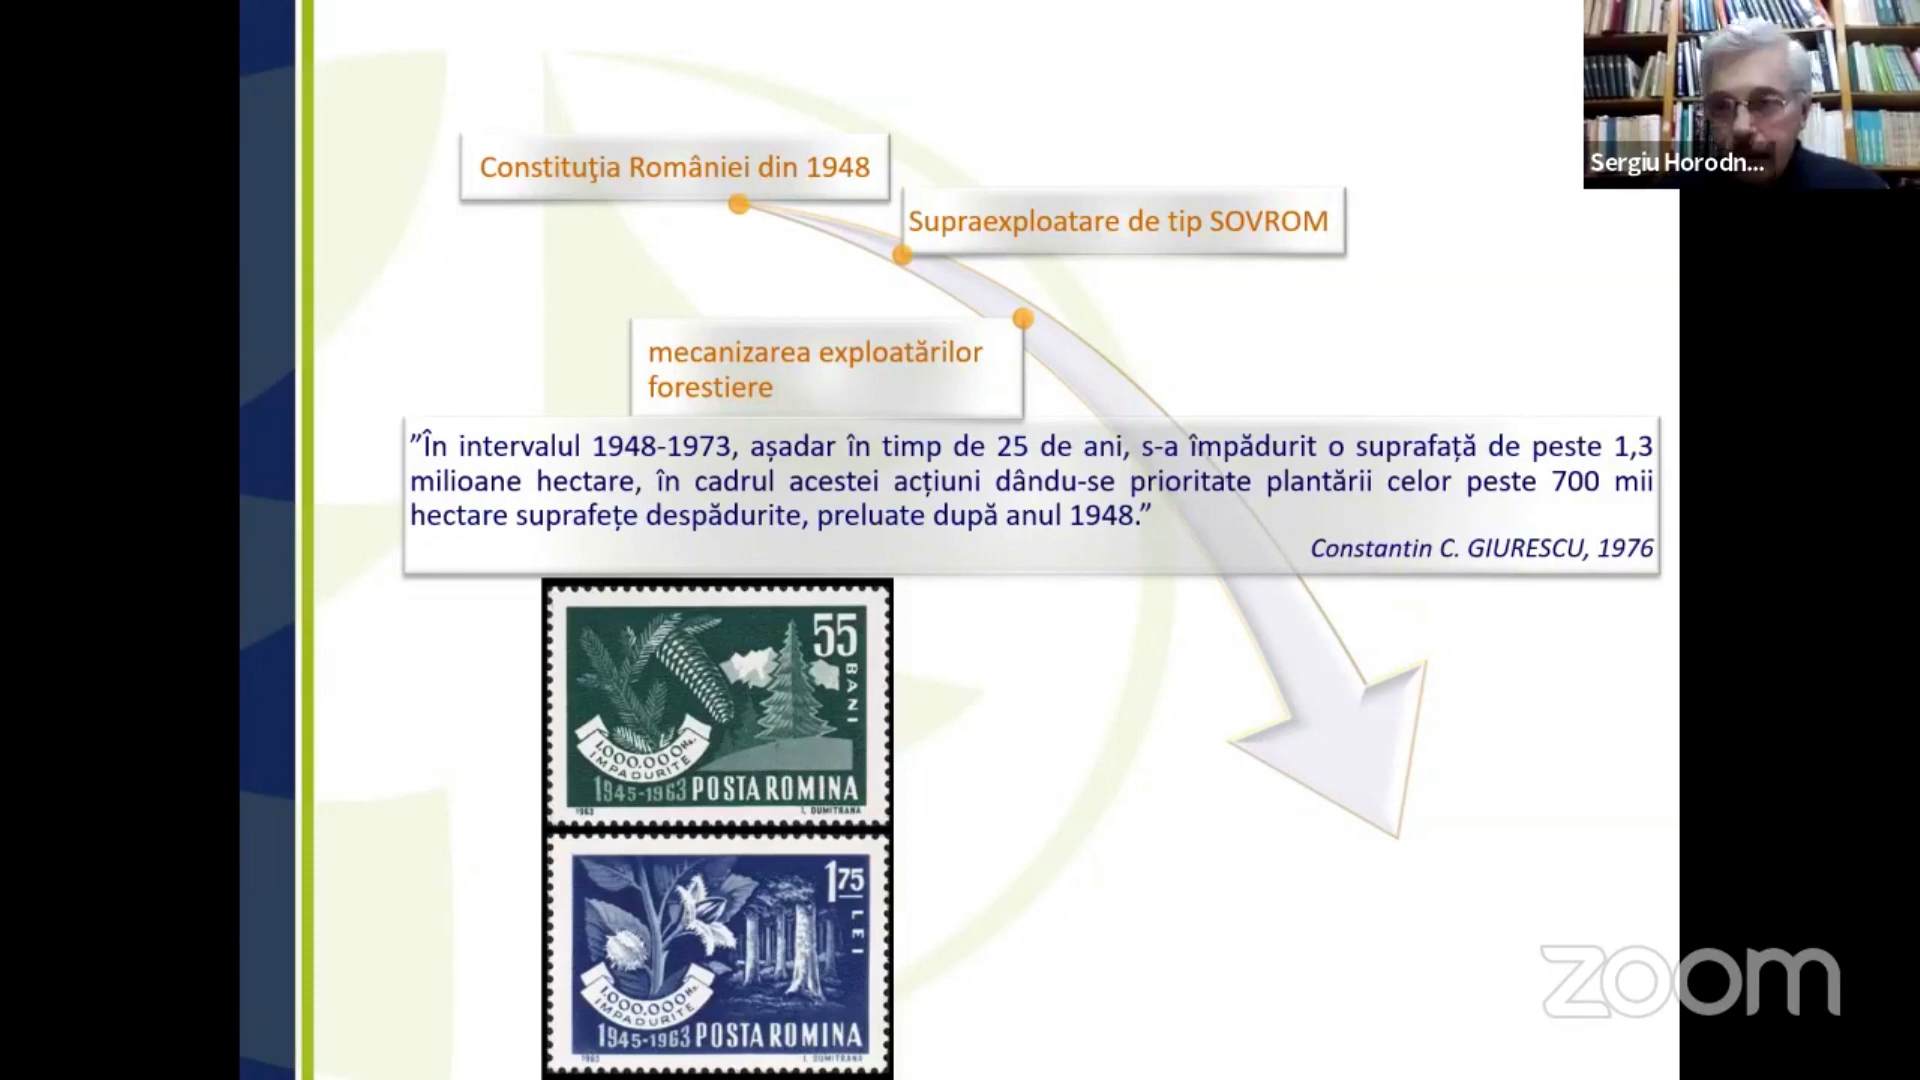 Constituţia României din 1948
Supraexploatare de tip SOVROM
mecanizarea exploatărilor
forestiere
”În intervalul 1948-1973, așadar în timp de 25 de ani, s-a împădurit o suprafață de peste 1,3
milioane hectare, în cadrul acestei acțiuni dându-se prioritate plantării celor peste 700 mii
hectare suprafețe despădurite, preluate după anul 1948.”
Constantin C. GIURESCU, 1976
55
BANI
1.000.000 Ha.
IMPADURITE
1945-1963 POSTA ROMINA
1963
I. DUMITRANA
1 75
LEI
1.000.000 Ha.
IMPADURITE
1945-1963 POSTA ROMINA
1963
I. DUMITRANA
Sergiu Horodn...
zoom